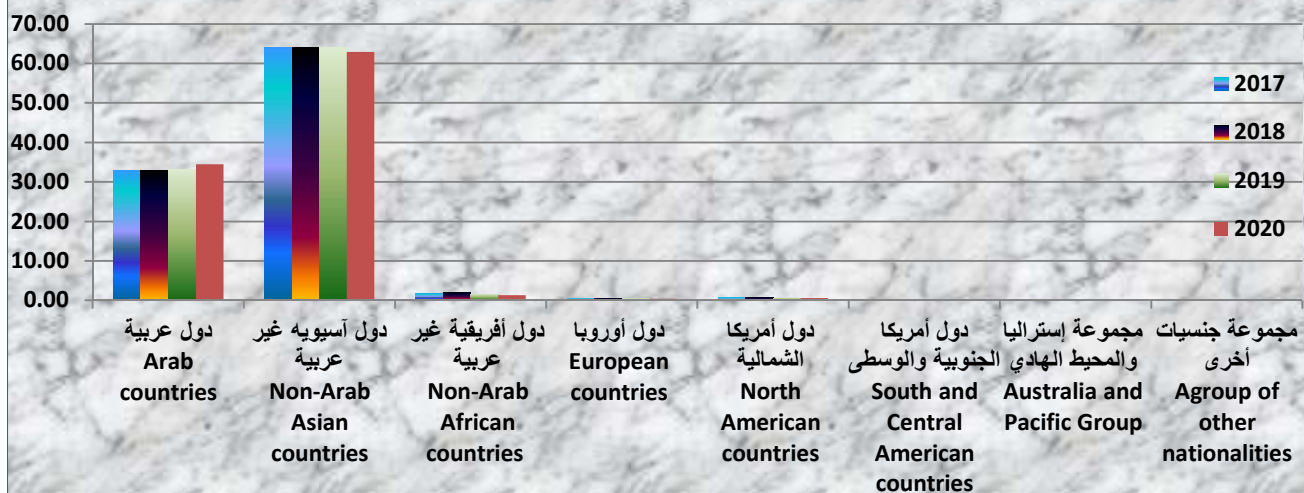 70.00
60.00
50.00
40.00
30.00
20.00
10.00
0.00
2017
2018
2019
2020
دول عربية
Arab
countries
دول آسيويه غير
عربية
Non-Arab
Asian
countries
دول أفريقية غير
عربية
Non-Arab
African
countries
دول أوروبا
European
countries
دول أمريكا
الشمالية
North
American
countries
دول أمريكا
الجنوبية والوسطى
South and
Central
American
countries
مجموعة إستراليا
والمحيط الهادي
Australia and
Pacific Group
مجموعة جنسيات
أخرى
Agroup of
other
nationalities